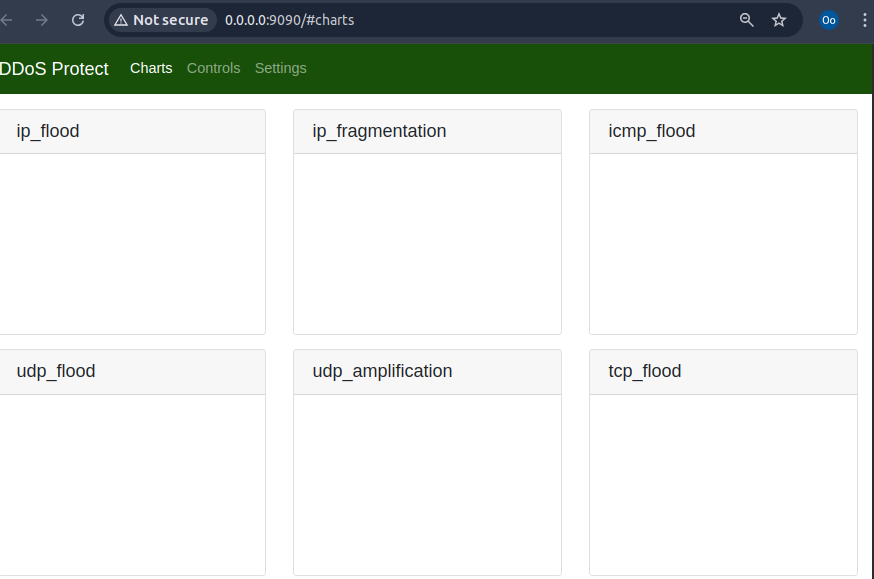 Not secure 0.0.0.0:9090/#charts Oo
DDoS Protect Charts Controls Settings
ip_flood ip_fragmentation icmp_flood
udp_flood udp_amplification tcp_flood